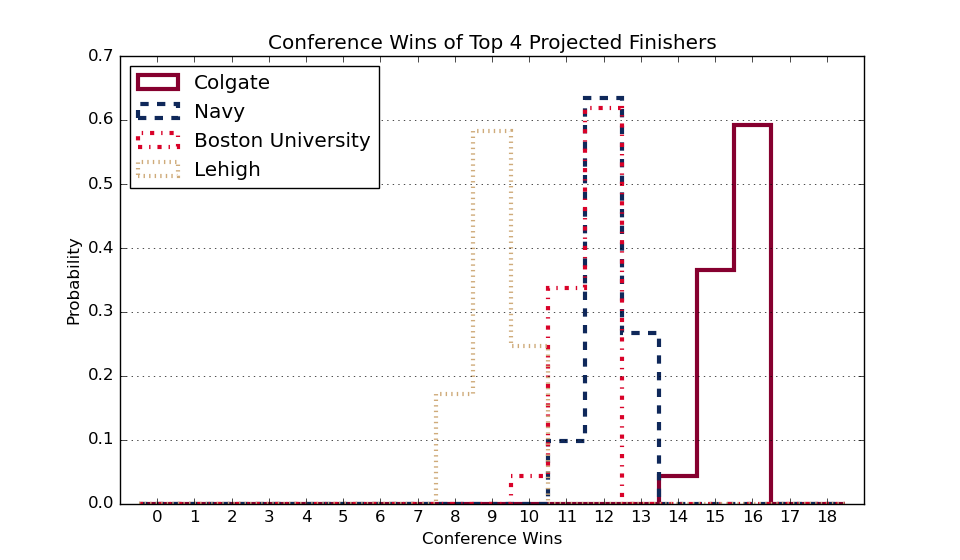 Conference Wins of Top 4 Projected Finishers
0.7
0.6
0.5
0.4
0.3
0.2
0.1
0.0
Probability
Colgate
Navy
Boston University
Lehigh
0 1 2 3 4 5 6 7 8 9 10 11 12 13 14 15 16 17 18
Conference Wins